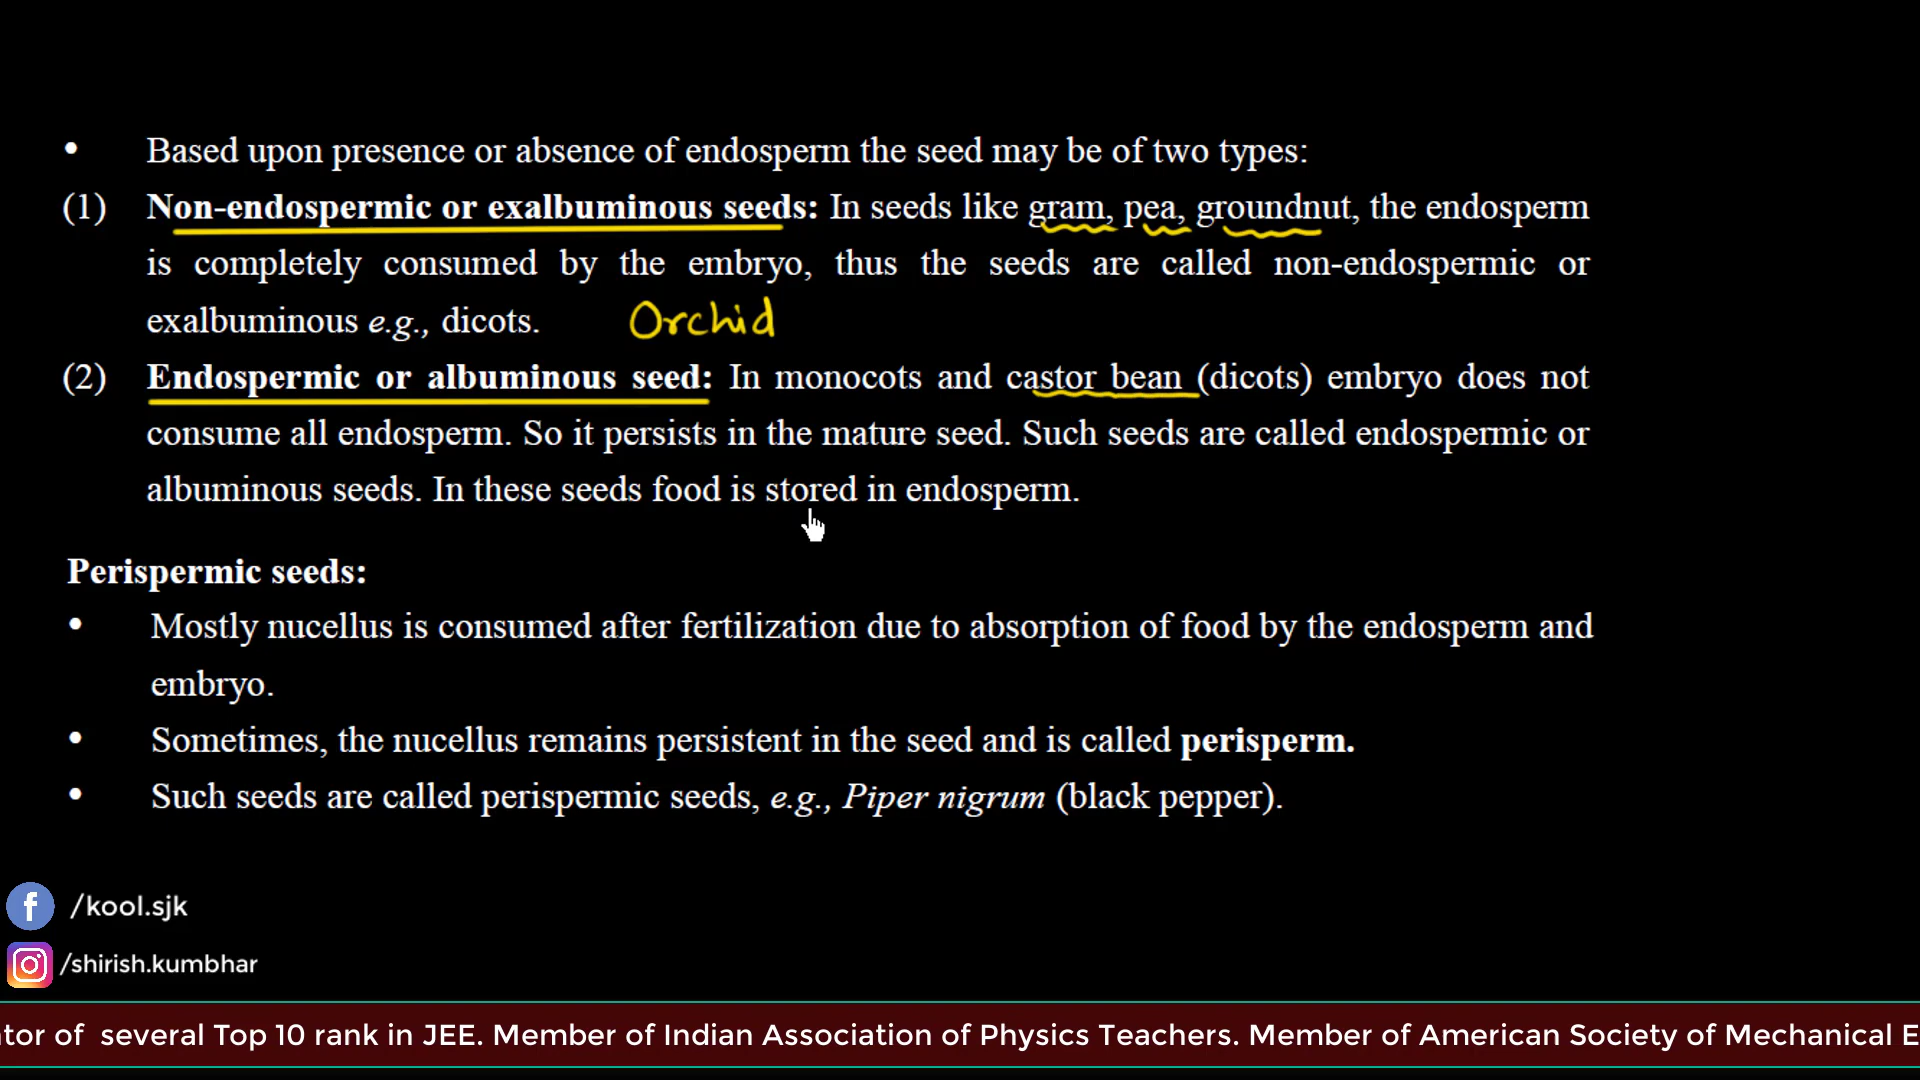 • Based upon presence or absence of endosperm the seed may be of two types:
(1) Non-endospermic or exalbuminous seeds: In seeds like gram, pea, groundnut, the endosperm
is completely consumed by the embryo, thus the seeds are called non-endospermic or
exalbuminous e.g., dicots. Orchid
(2) Endospermic or albuminous seed: In monocots and castor bean (dicots) embryo does not
consume all endosperm. So it persists in the mature seed. Such seeds are called endospermic or
albuminous seeds. In these seeds food is stored in endosperm.
Perispermic seeds:
• Mostly nucellus is consumed after fertilization due to absorption of food by the endosperm and
embryo.
• Sometimes, the nucellus remains persistent in the seed and is called perisperm.
• Such seeds are called perispermic seeds, e.g., Piper nigrum (black pepper).
/kool.sjk
/shirish.kumbhar
of several Top 10 rank in JEE. Member of Indian Association of Physics Teachers. Member of American Society of Mechanical